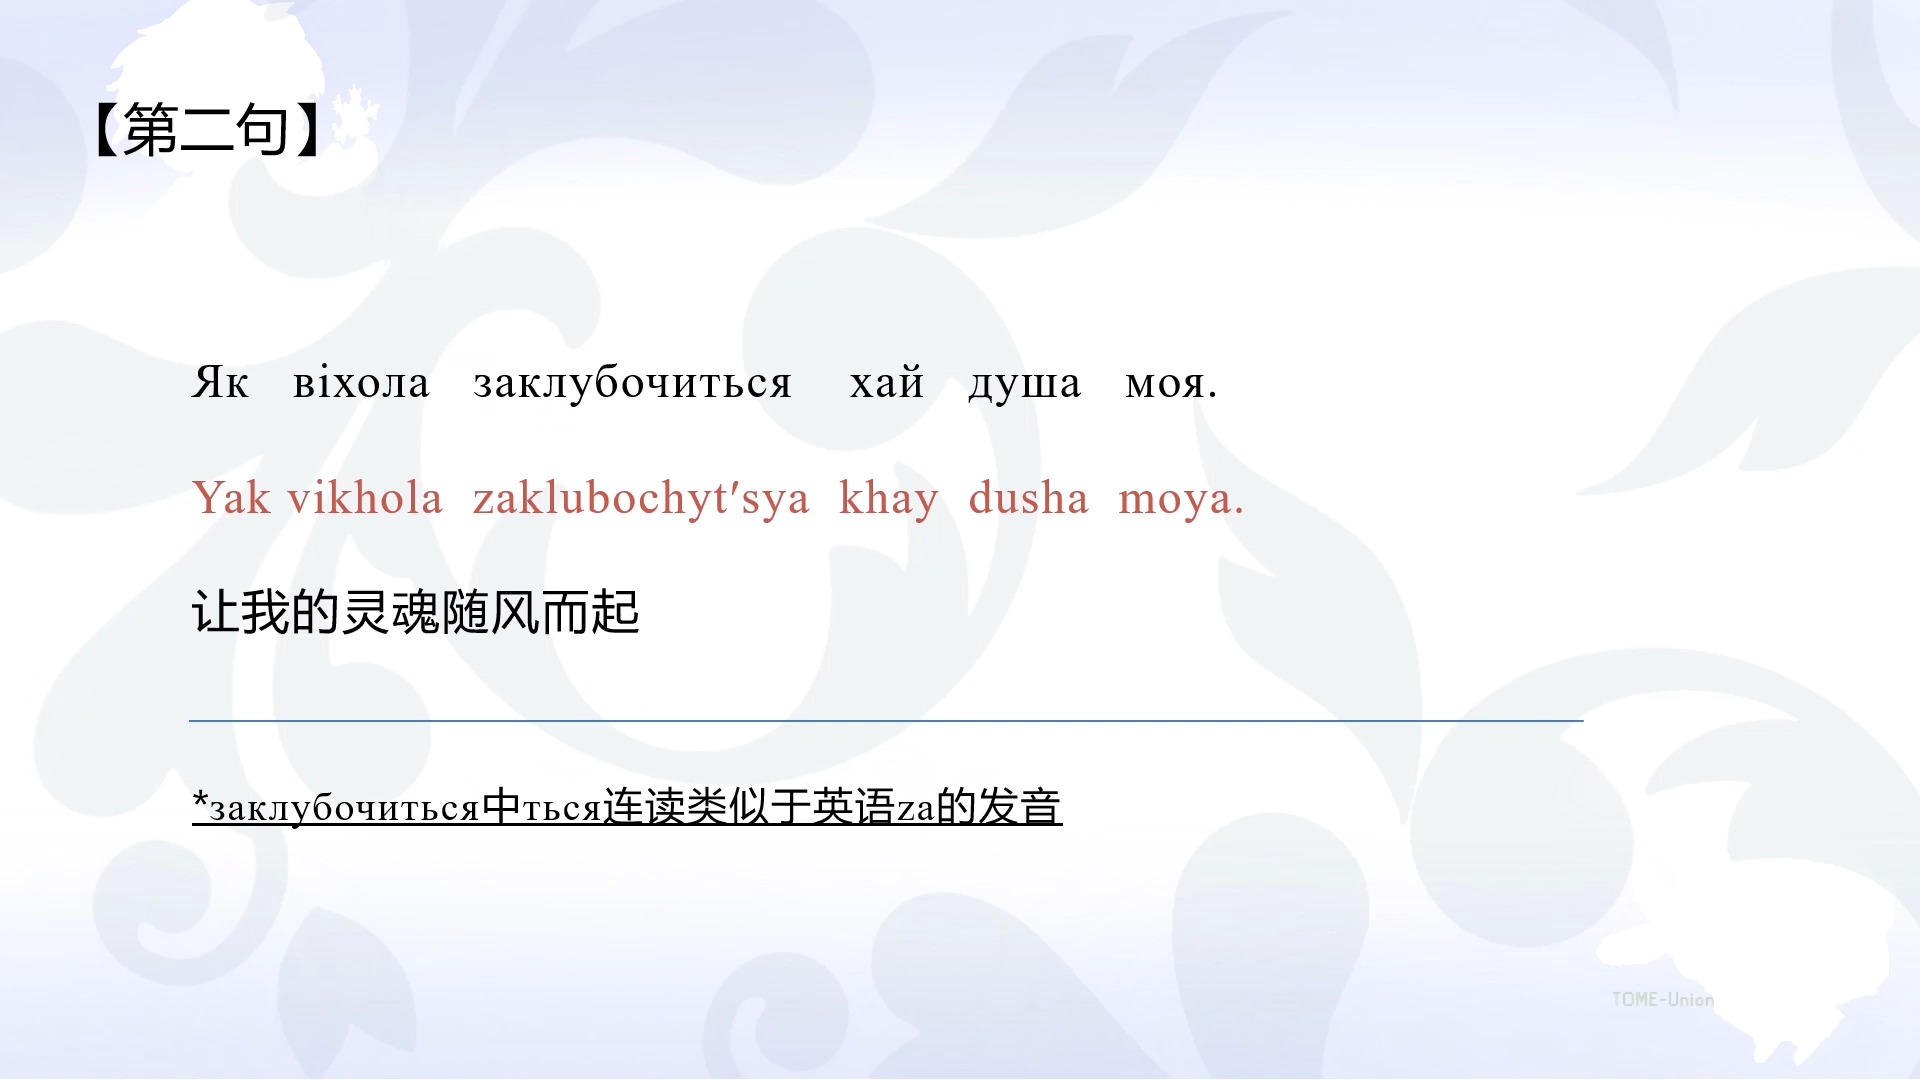 【第二句】
Як віхола заклубочиться хай душа моя.
Yak vikhola zaklubochyt′sya khay dusha moya.
让我的灵魂随风而起
*заклубочиться中ться连读类似于英语za的发音
TOME-Union